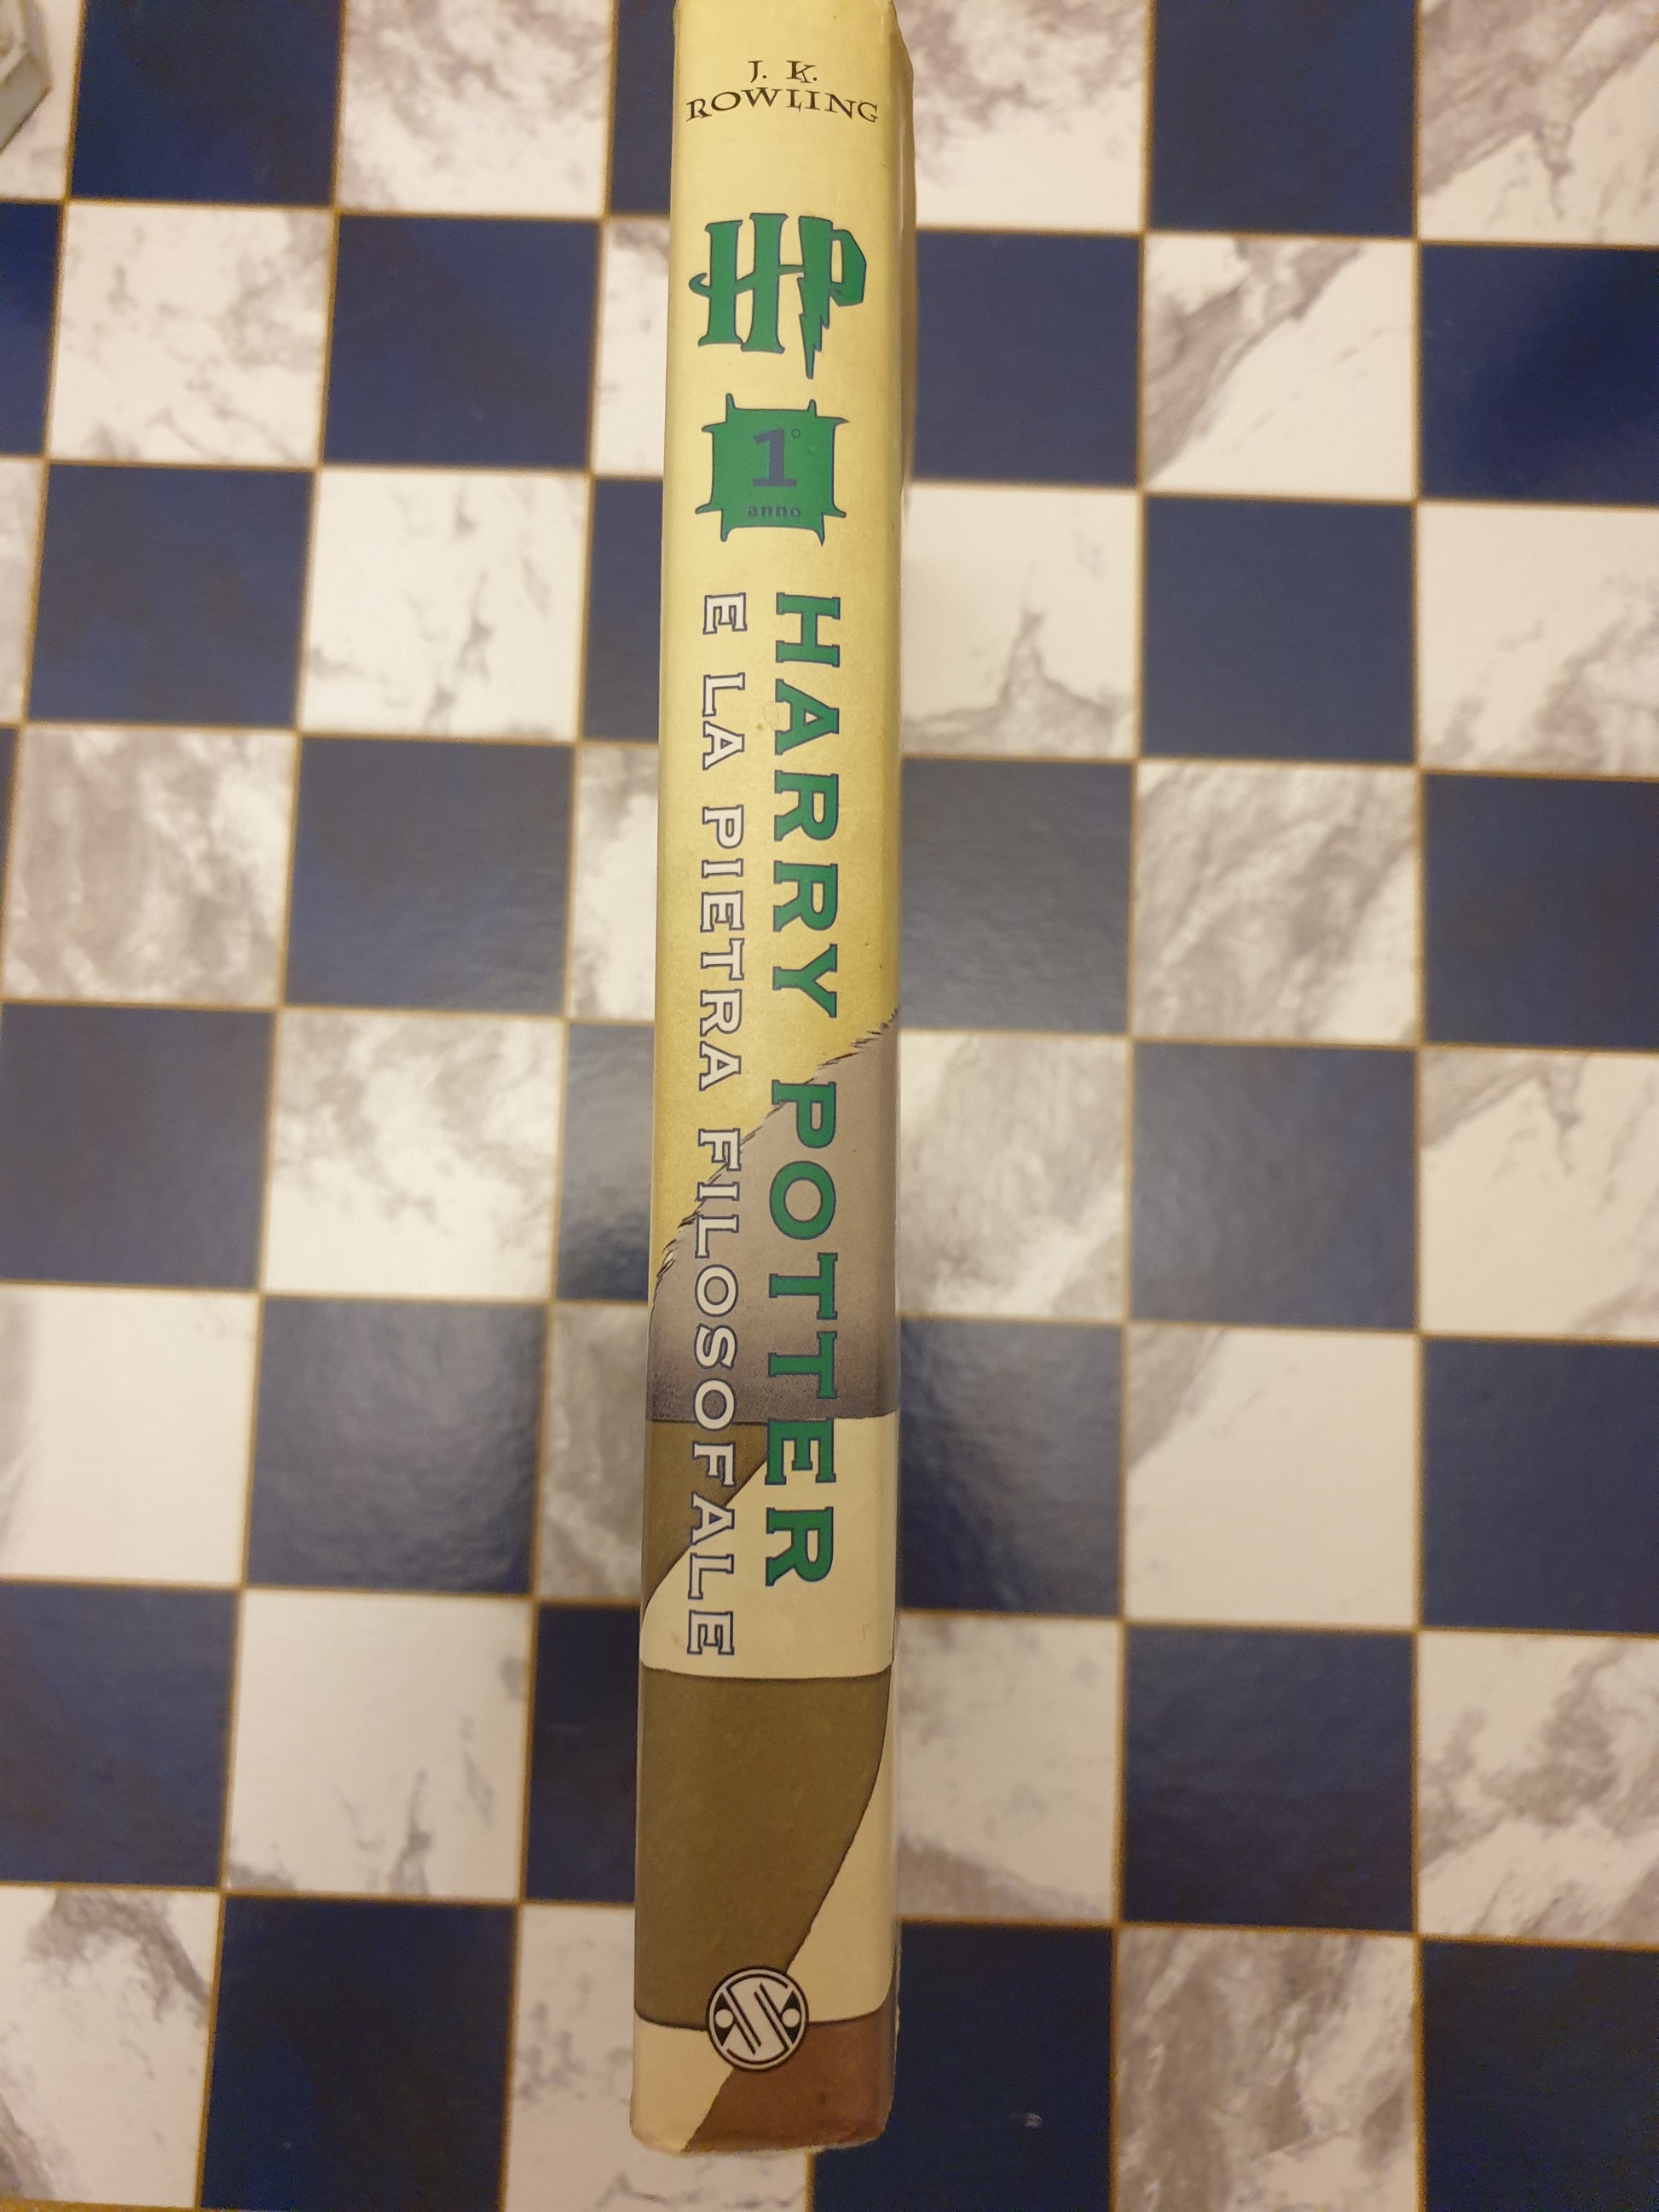 J. K.
ROWLING
HP
1°
anno
HARRY POTTER
E LA PIETRA FILOSOFALE